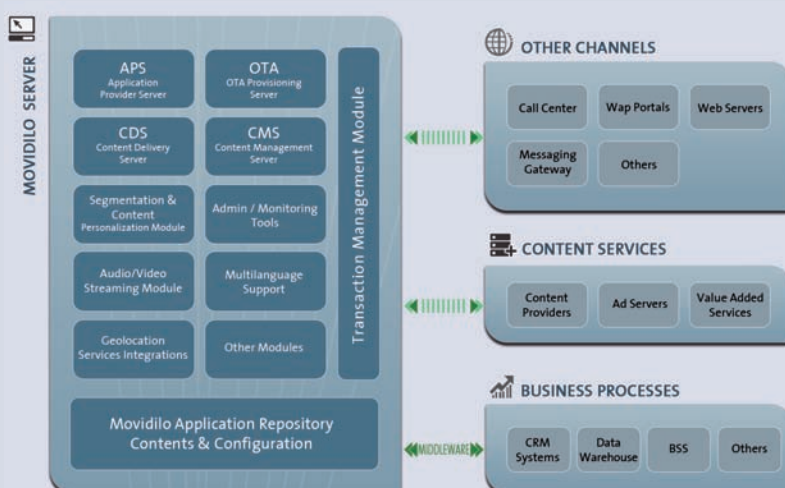 MOVIDILO SERVER
APS
Application
Provider Server
OTA
OTA Provisioning
Server
CDS
Content Delivery
Server
CMS
Content Management
Server
Segmentation &
Content
Personalization Module
Admin / Monitoring
Tools
Audio/Video
Streaming Module
Multilanguage
Support
Geolocation
Services Integrations
Other Modules
Transaction Management Module
Movidilo Application Repository
Contents & Configuration
OTHER CHANNELS
Call Center
Wap Portals
Web Servers
Messaging
Gateway
Others
CONTENT SERVICES
Content
Providers
Ad Servers
Value Added
Services
MIDDLEWARE
BUSINESS PROCESSES
CRM
Systems
Data
Warehouse
BSS
Others